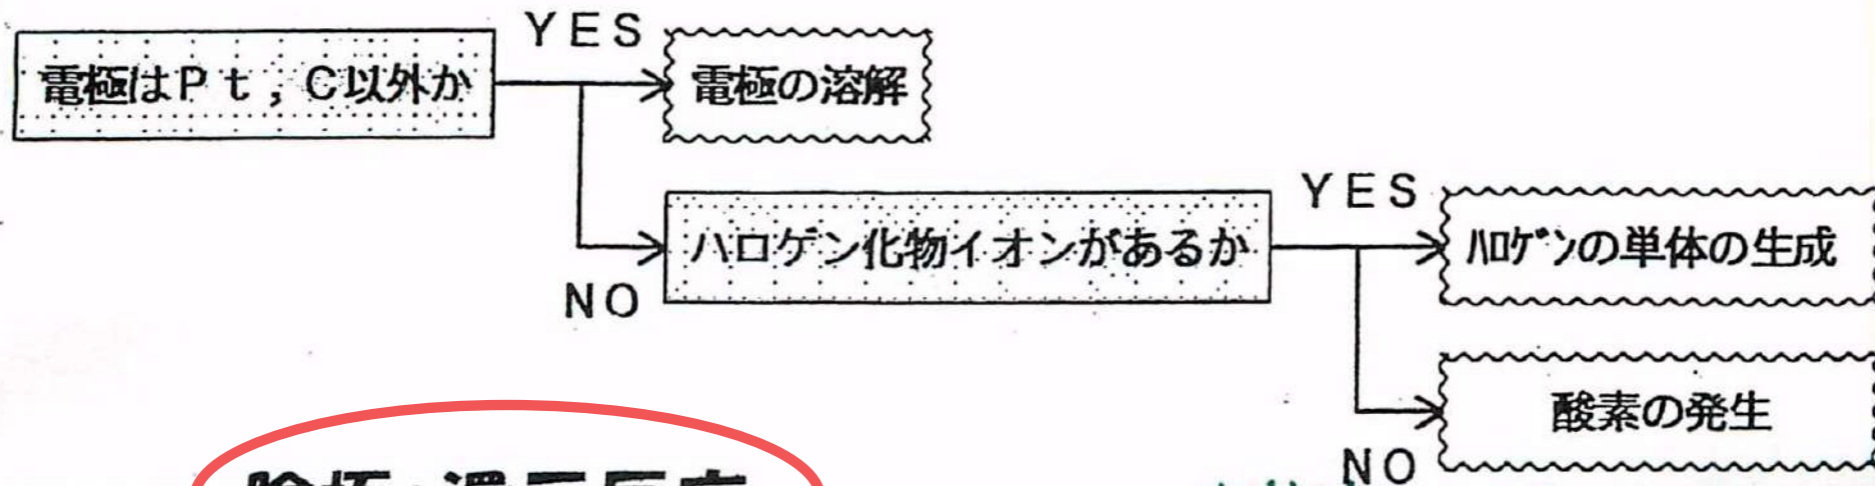 YES
電極はPt,C以外か
電極の溶解
YES
ハロゲン化物イオンがあるか
ハロゲンの単体の生成
NO
酸素の発生
NO